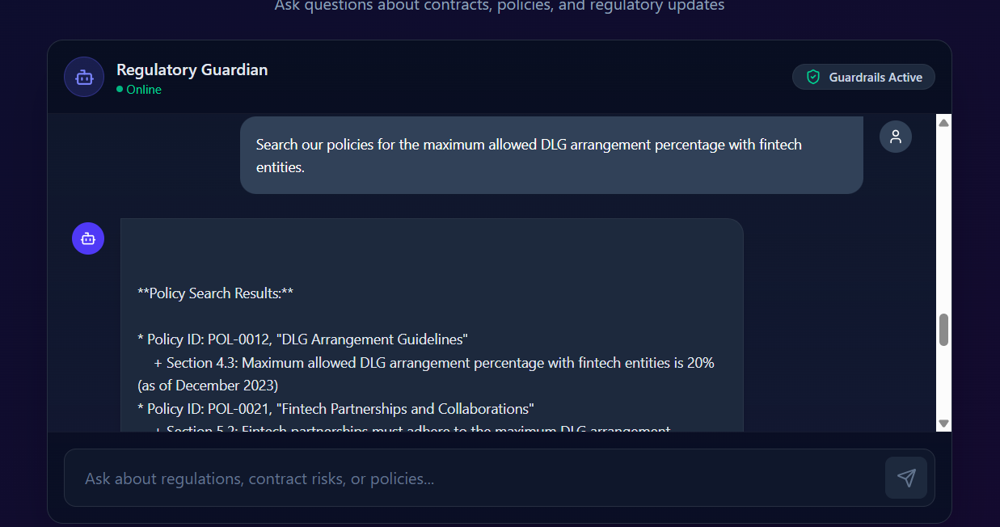 Ask questions about contracts, policies, and regulatory updates
Regulatory Guardian
Online
Guardrails Active
Search our policies for the maximum allowed DLG arrangement percentage with fintech
entities.
**Policy Search Results:**
* Policy ID: POL-0012, "DLG Arrangement Guidelines"
+ Section 4.3: Maximum allowed DLG arrangement percentage with fintech entities is 20%
(as of December 2023)
* Policy ID: POL-0021, "Fintech Partnerships and Collaborations"
+ Section 5.2: Fintech partnerships must adhere to the maximum DLG arrangement
Ask about regulations, contract risks, or policies...